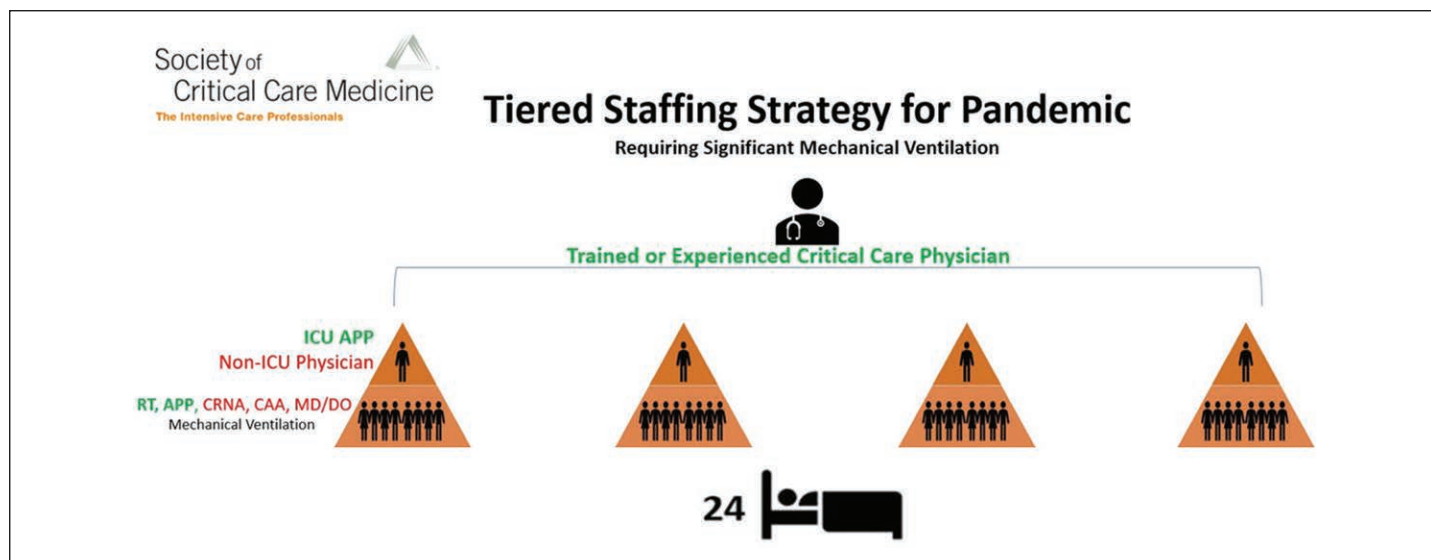 Society of
Critical Care Medicine
The Intensive Care Professionals
Tiered Staffing Strategy for Pandemic
Requiring Significant Mechanical Ventilation
Trained or Experienced Critical Care Physician
ICU APP
Non-ICU Physician
RT, APP, CRNA, CAA, MD/DO
Mechanical Ventilation
24